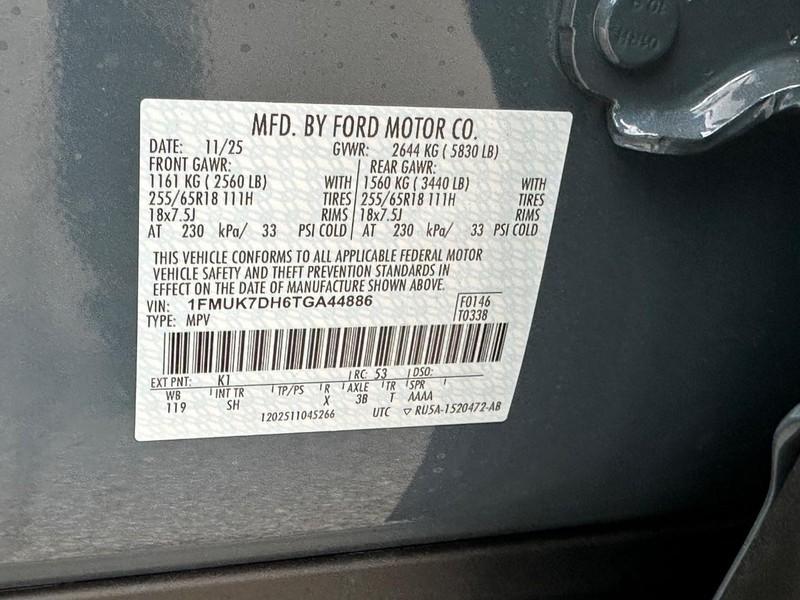 MFD. BY FORD MOTOR CO.
DATE: 11/25 GVWR: 2644 KG ( 5830 LB)
FRONT GAWR: REAR GAWR:
1161 KG ( 2560 LB) WITH 1560 KG ( 3440 LB) WITH
255/65R18 111H TIRES 255/65R18 111H TIRES
18x7.5J RIMS 18x7.5J RIMS
AT 230 kPa/ 33 PSI COLD AT 230 kPa/ 33 PSI COLD
THIS VEHICLE CONFORMS TO ALL APPLICABLE FEDERAL MOTOR
VEHICLE SAFETY AND THEFT PREVENTION STANDARDS IN
EFFECT ON THE DATE OF MANUFACTURE SHOWN ABOVE.
VIN: 1FMUK7DH6TGA44886 F0146
TYPE: MPV T0338
EXT PNT: K1 RC: 53 DSO:
WB INT TR TP/PS R AXLE TR SPR
119 SH X 3B T AAAA
1202511045266 UTC ▽ RU5A-1520472-AB